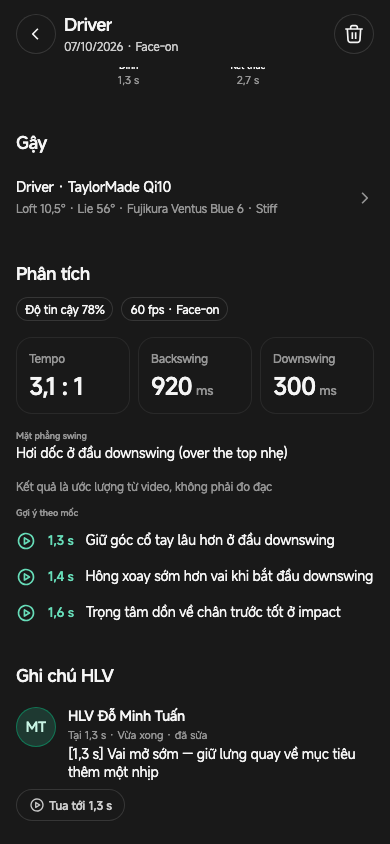 Driver
07/10/2026 · Face-on
1,3 s
2,7 s
Gậy
Driver · TaylorMade Qi10
Loft 10,5° · Lie 56° · Fujikura Ventus Blue 6 · Stiff
Phân tích
Độ tin cậy 78%
60 fps · Face-on
Tempo
Backswing
Downswing
3,1 : 1
920 ms
300 ms
Mặt phẳng swing
Hơi dốc ở đầu downswing (over the top nhẹ)
Kết quả là ước lượng từ video, không phải đo đạc
Gợi ý theo mốc
1,3 s Giữ góc cổ tay lâu hơn ở đầu downswing
1,4 s Hông xoay sớm hơn vai khi bắt đầu downswing
1,6 s Trọng tâm dồn về chân trước tốt ở impact
Ghi chú HLV
MT
HLV Đỗ Minh Tuấn
Tại 1,3 s · Vừa xong · đã sửa
[1,3 s] Vai mở sớm — giữ lưng quay về mục tiêu
thêm một nhịp
Tua tới 1,3 s